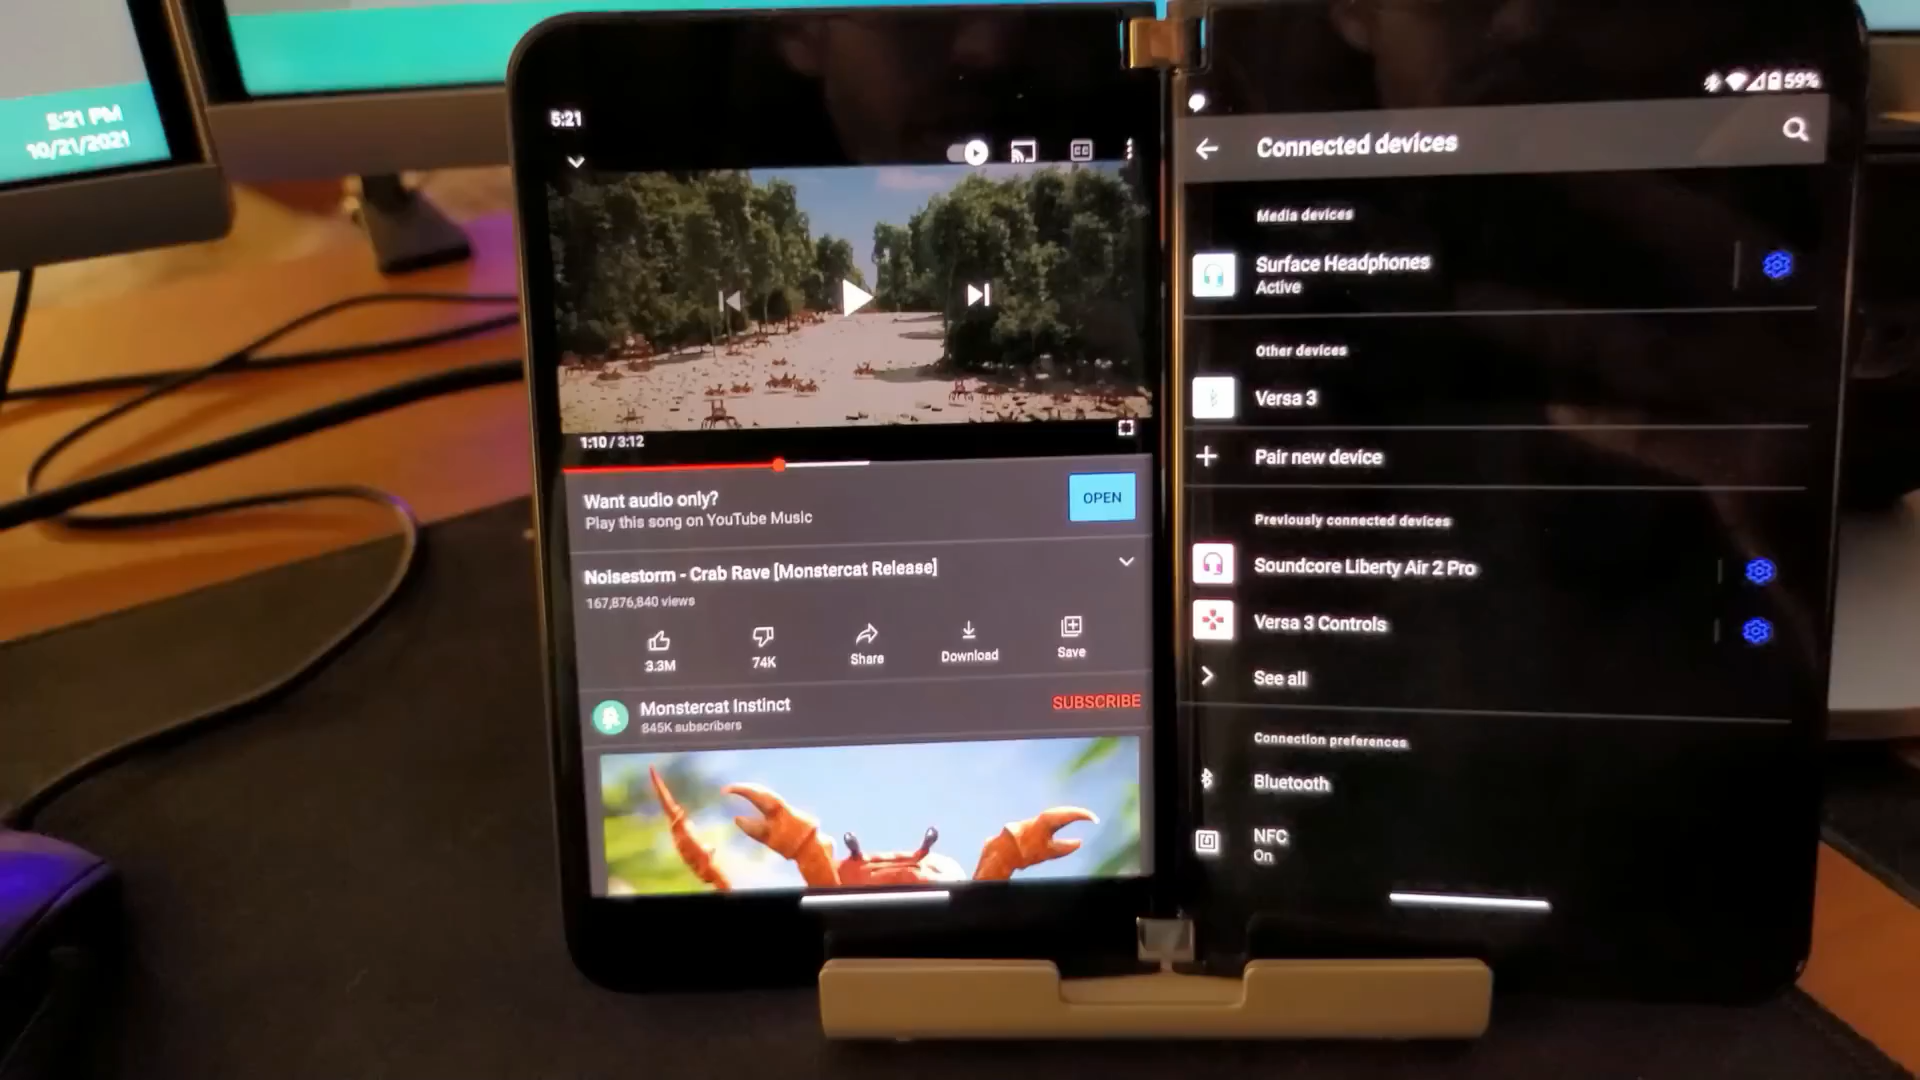 5:21 PM
10/21/2021
5:21
CC
1:10 / 3:12
Want audio only?
Play this song on YouTube Music
OPEN
Noisestorm - Crab Rave [Monstercat Release]
167,876,840 views
3.3M
74K
Share
Download
Save
Monstercat Instinct
845K subscribers
SUBSCRIBE
59%
Connected devices
Media devices
Surface Headphones
Active
Other devices
Versa 3
Pair new device
Previously connected devices
Soundcore Liberty Air 2 Pro
Versa 3 Controls
See all
Connection preferences
Bluetooth
NFC
On